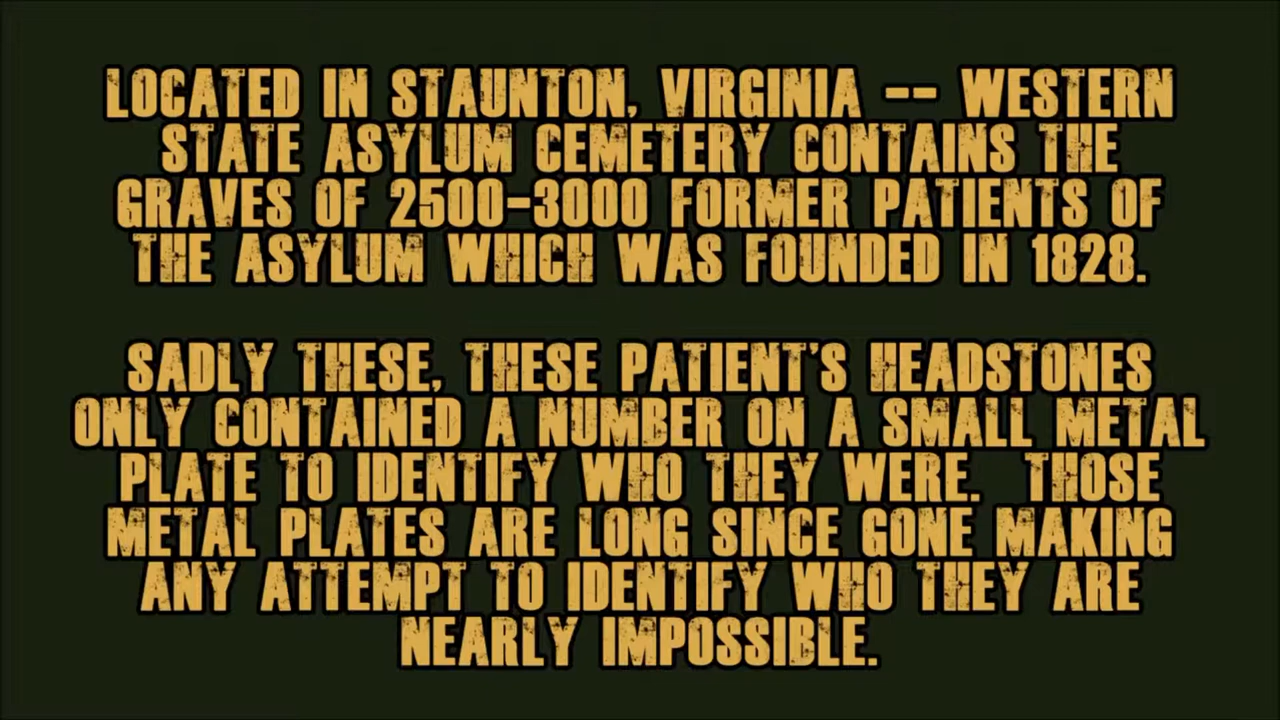 LOCATED IN STAUNTON, VIRGINIA -- WESTERN
STATE ASYLUM CEMETERY CONTAINS THE
GRAVES OF 2500-3000 FORMER PATIENTS OF
THE ASYLUM WHICH WAS FOUNDED IN 1828.
SADLY THESE, THESE PATIENT'S HEADSTONES
ONLY CONTAINED A NUMBER ON A SMALL METAL
PLATE TO IDENTIFY WHO THEY WERE. THOSE
METAL PLATES ARE LONG SINCE GONE MAKING
ANY ATTEMPT TO IDENTIFY WHO THEY ARE
NEARLY IMPOSSIBLE.